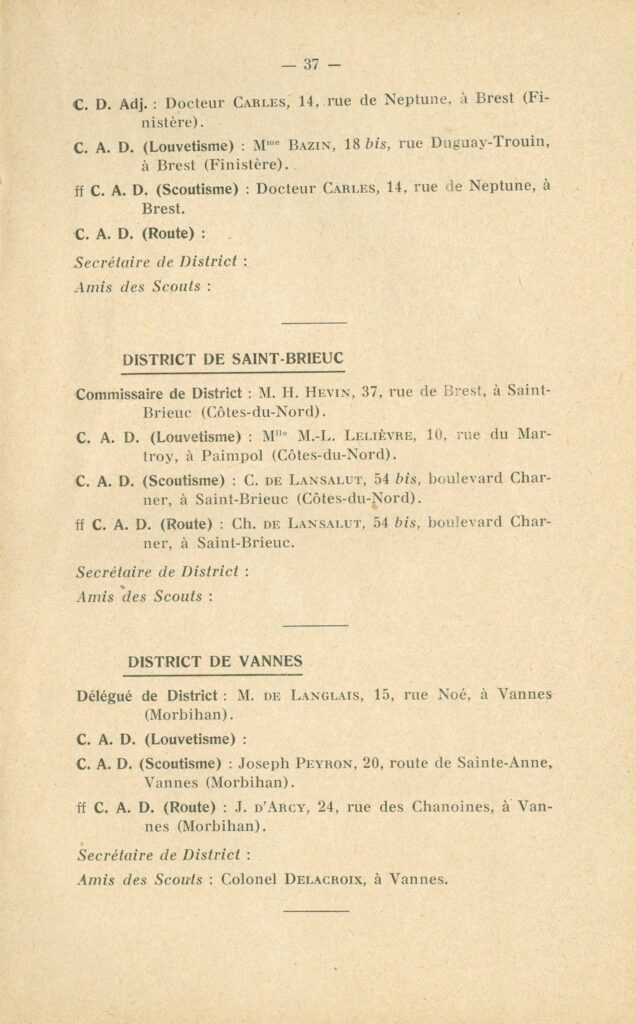 — 37 —
C. D. Adj. : Docteur CARLES, 14, rue de Neptune, à Brest (Fi-
nistère).
C. A. D. (Louvetisme) : Mme BAZIN, 18 bis, rue Duguay-Trouin,
à Brest (Finistère).
ff C. A. D. (Scoutisme) : Docteur CARLES, 14, rue de Neptune, à
Brest.
C. A. D. (Route) :
Secrétaire de District :
Amis des Scouts :
DISTRICT DE SAINT-BRIEUC
Commissaire de District : M. H. HEVIN, 37, rue de Brest, à Saint-
Brieuc (Côtes-du-Nord).
C. A. D. (Louvetisme) : Mlle M.-L. LELIÈVRE, 10, rue du Mar-
troy, à Paimpol (Côtes-du-Nord).
C. A. D. (Scoutisme) : C. DE LANSALUT, 54 bis, boulevard Char-
ner, à Saint-Brieuc (Côtes-du-Nord).
ff C. A. D. (Route) : Ch. DE LANSALUT, 54 bis, boulevard Char-
ner, à Saint-Brieuc.
Secrétaire de District :
Amis des Scouts :
DISTRICT DE VANNES
Délégué de District : M. DE LANGLAIS, 15, rue Noé, à Vannes
(Morbihan).
C. A. D. (Louvetisme) :
C. A. D. (Scoutisme) : Joseph PEYRON, 20, route de Sainte-Anne,
Vannes (Morbihan).
ff C. A. D. (Route) : J. D'ARCY, 24, rue des Chanoines, à Van-
nes (Morbihan).
Secrétaire de District :
Amis des Scouts : Colonel DELACROIX, à Vannes.